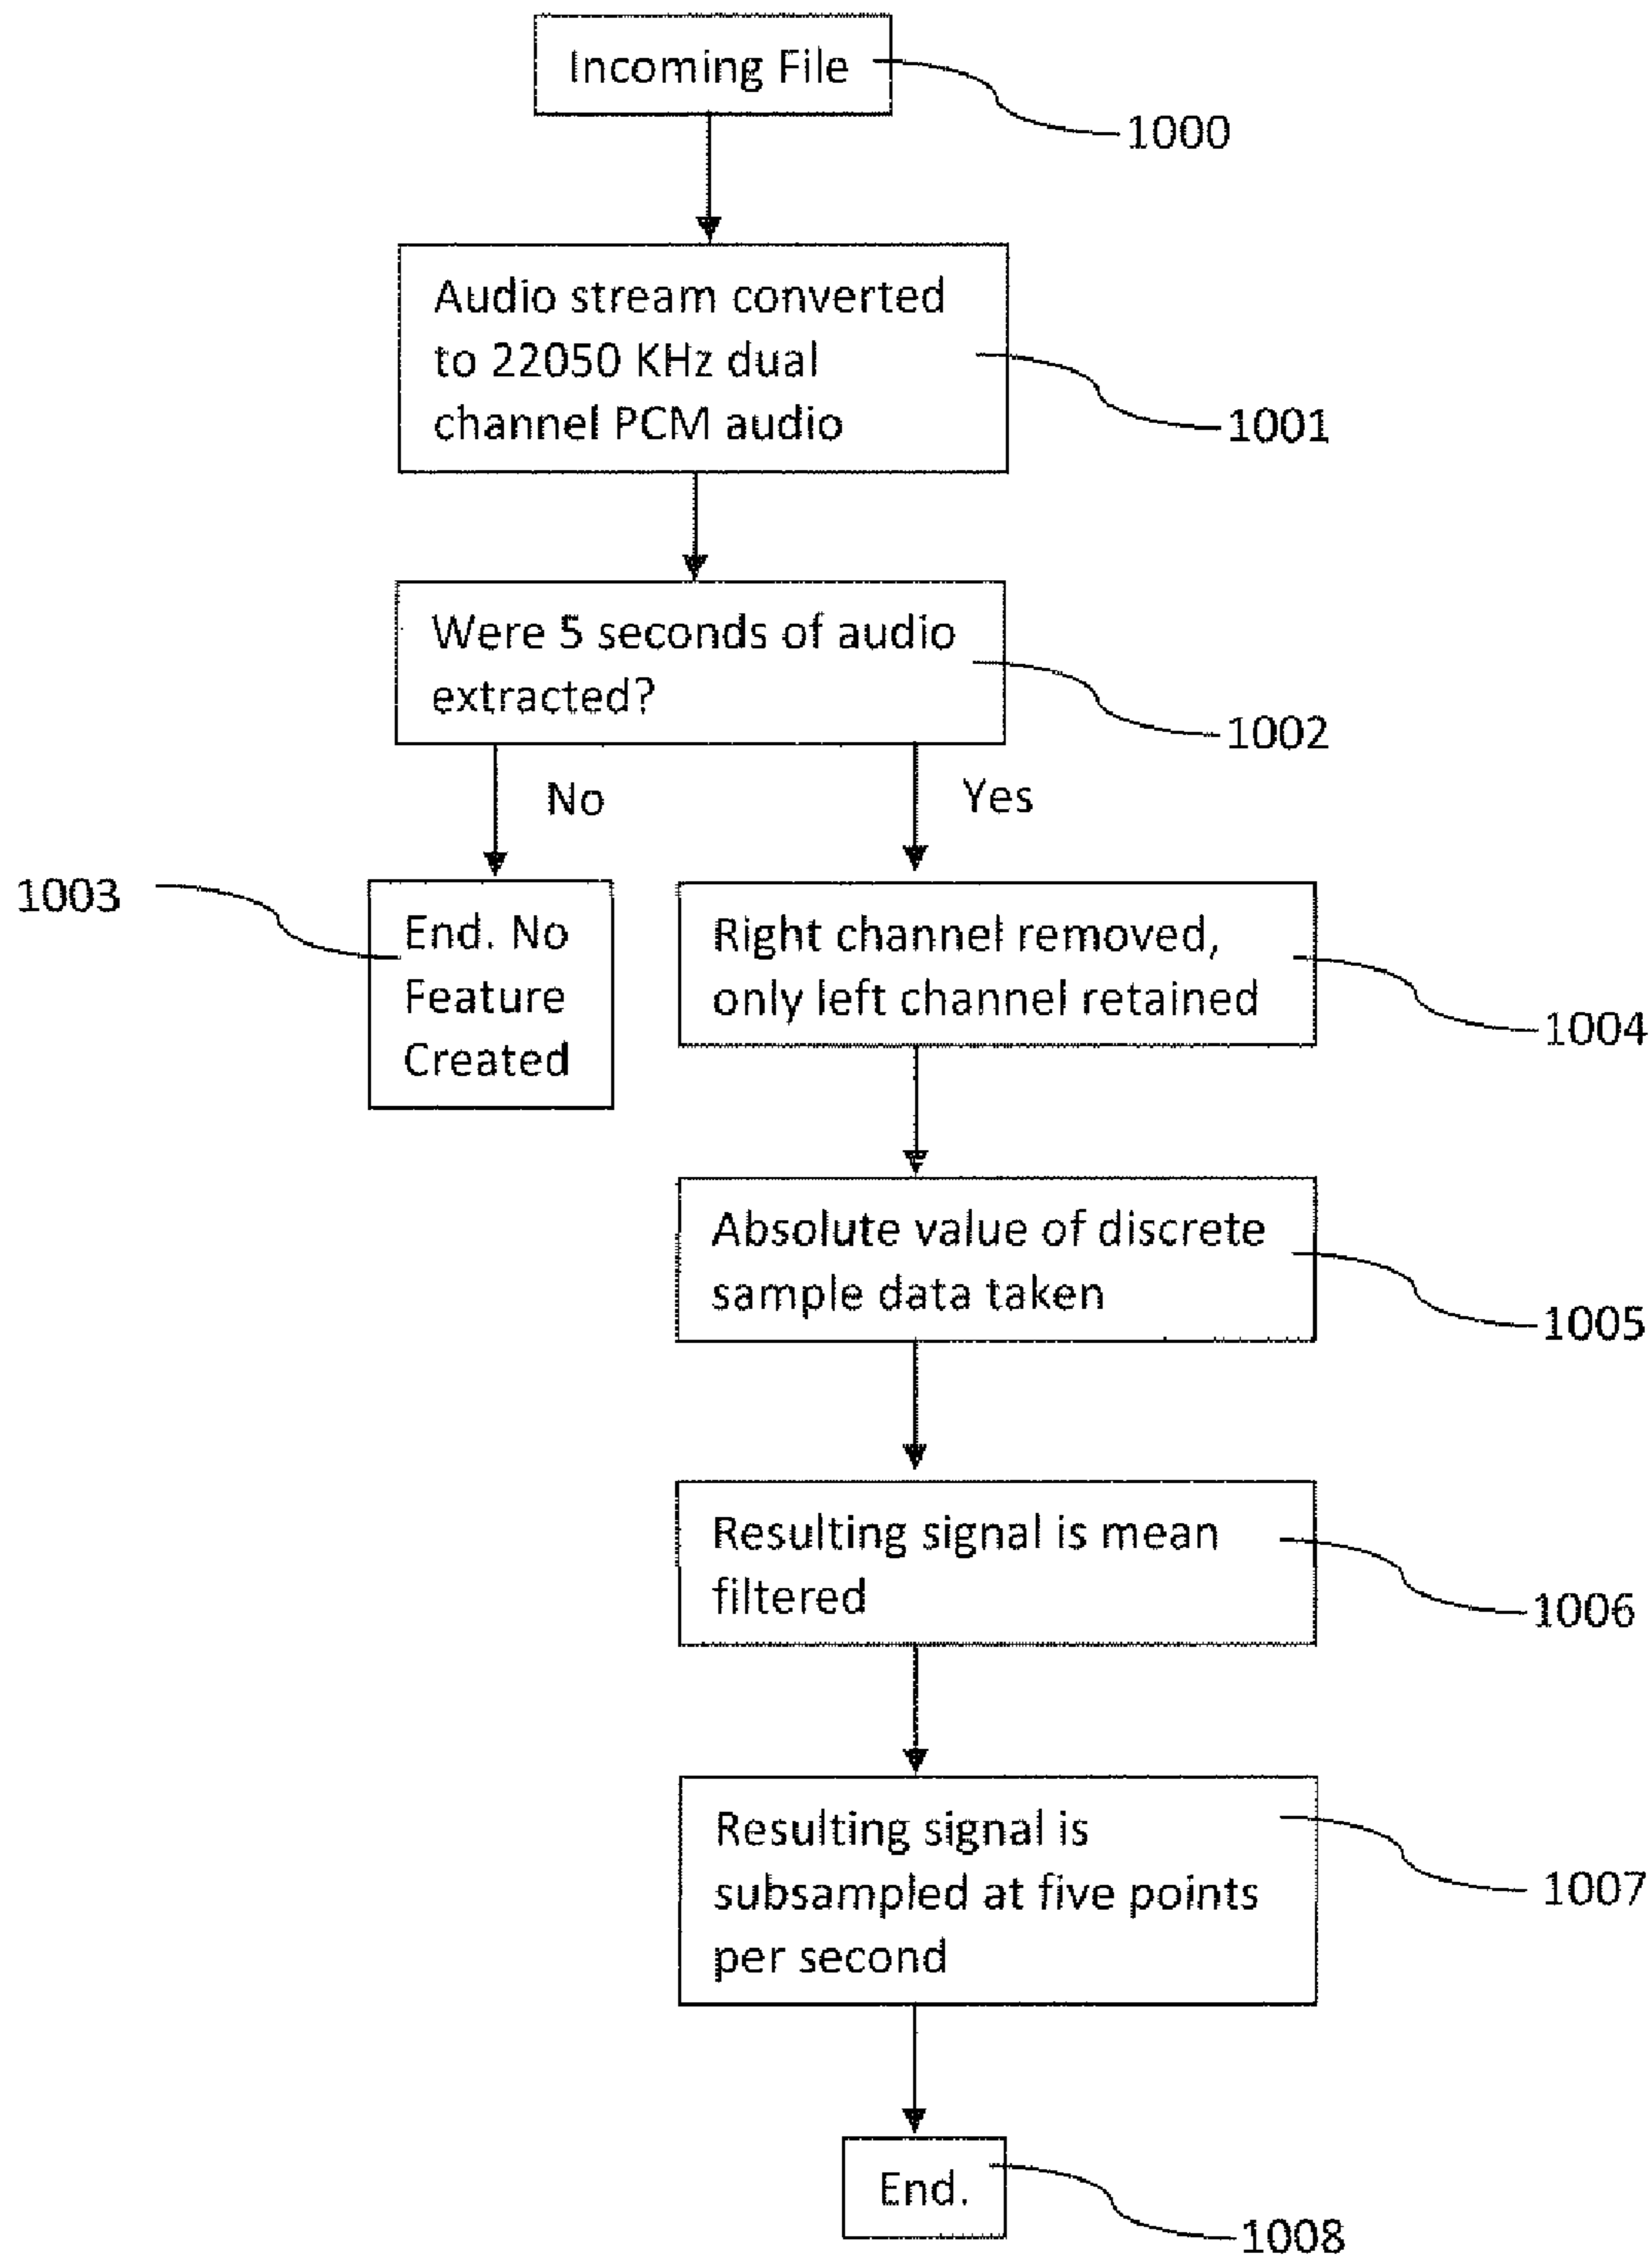 Incoming File
1000
Audio stream converted
to 22050 KHz dual
channel PCM audio
1001
Were 5 seconds of audio
extracted?
1002
No
Yes
1003
End. No
Feature
Created
Right channel removed,
only left channel retained
1004
Absolute value of discrete
sample data taken
1005
Resulting signal is mean
filtered
1006
Resulting signal is
subsampled at five points
per second
1007
End.
1008